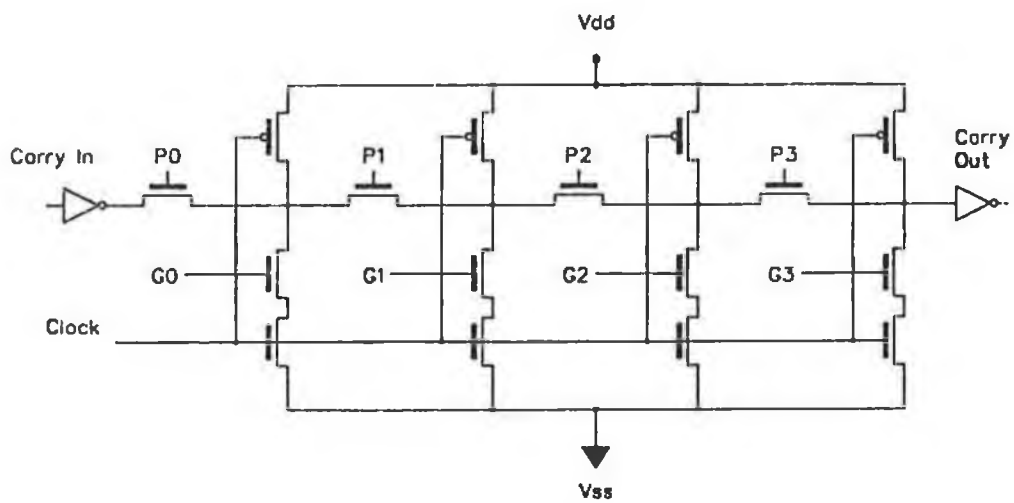 Vdd
Carry In
P0
P1
P2
P3
Carry
Out
G0
G1
G2
G3
Clock
Vss